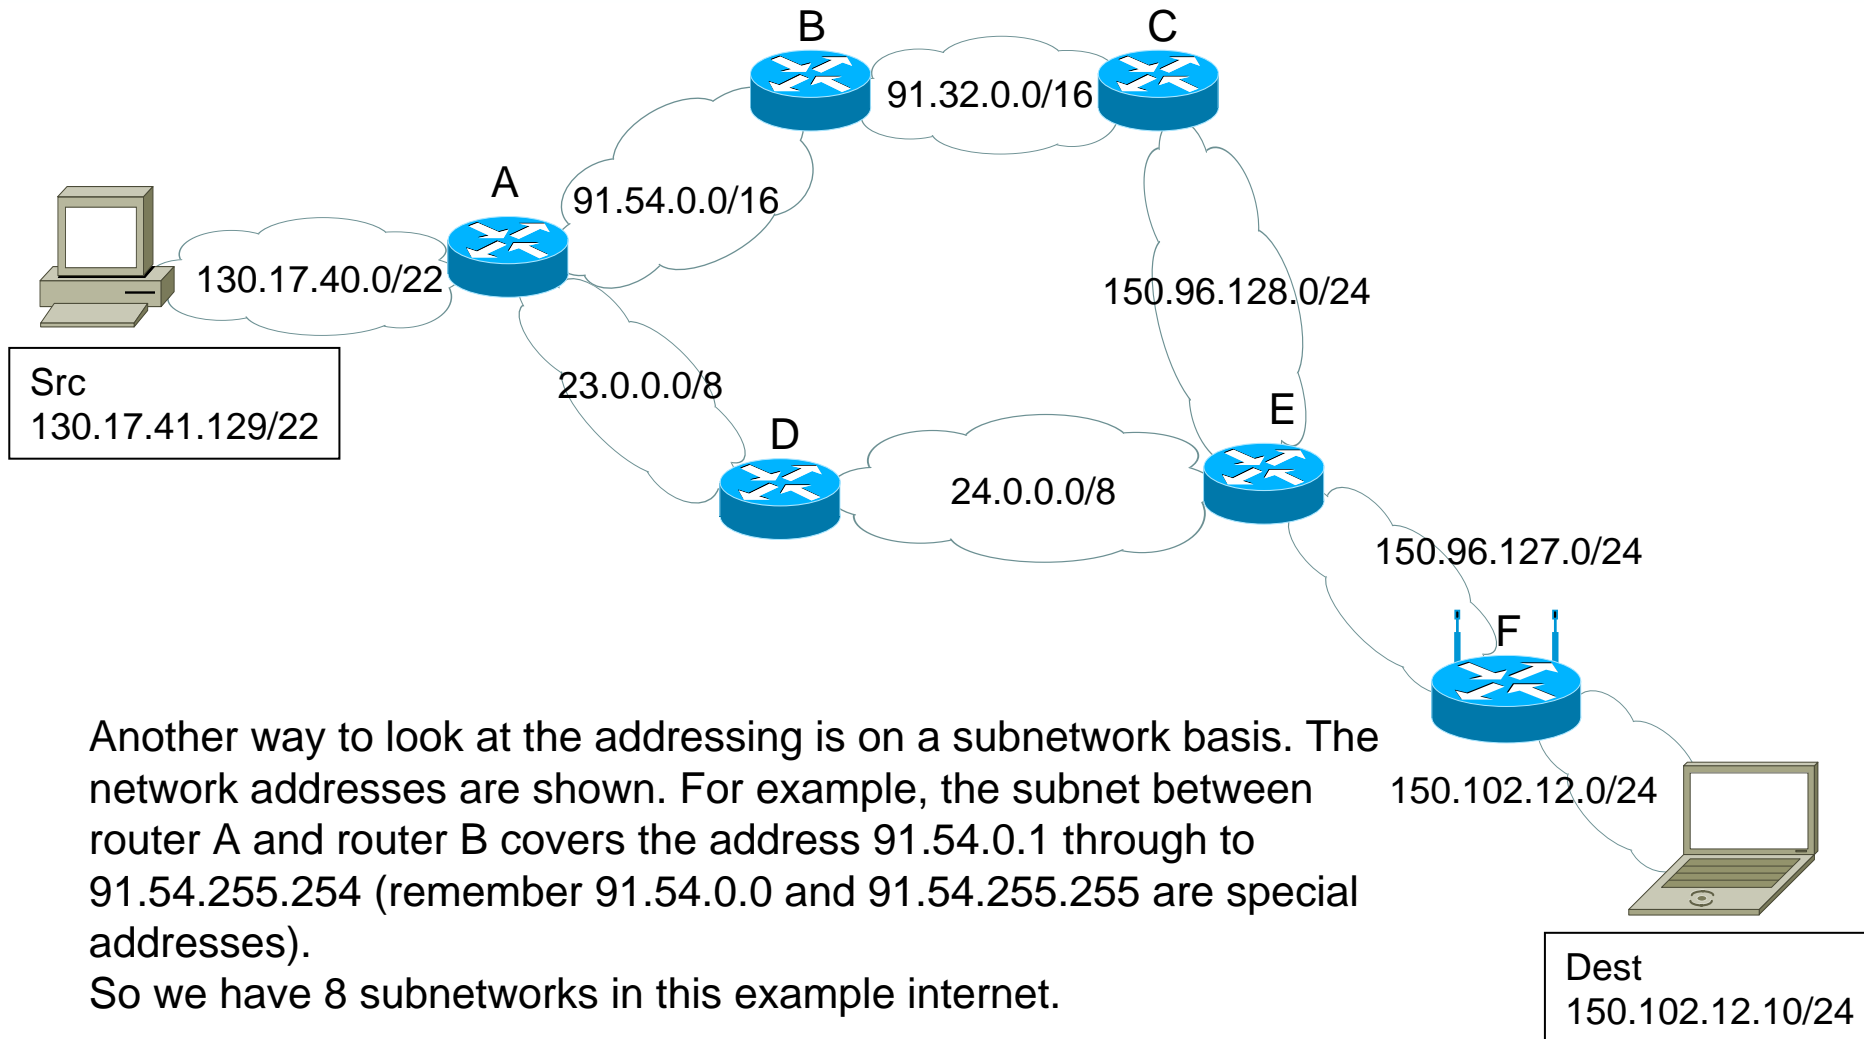 B
C
91.32.0.0/16
A
91.54.0.0/16
130.17.40.0/22
150.96.128.0/24
Src
130.17.41.129/22
23.0.0.0/8
D
E
24.0.0.0/8
150.96.127.0/24
F
Another way to look at the addressing is on a subnetwork basis. The
network addresses are shown. For example, the subnet between
router A and router B covers the address 91.54.0.1 through to
91.54.255.254 (remember 91.54.0.0 and 91.54.255.255 are special
addresses).
So we have 8 subnetworks in this example internet.
150.102.12.0/24
Dest
150.102.12.10/24